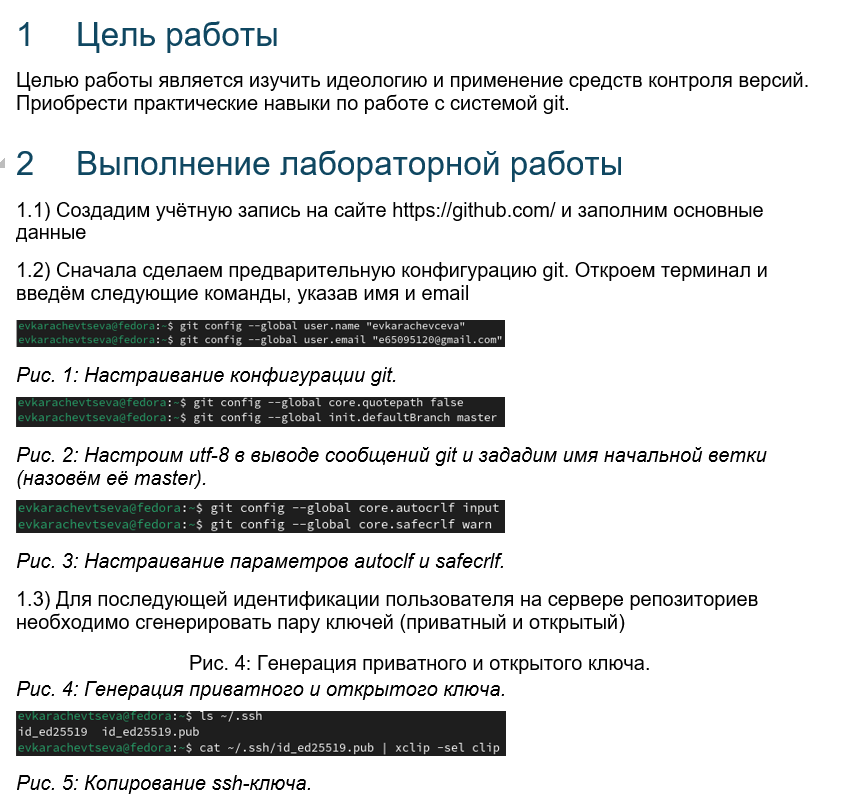 1 Цель работы
Целью работы является изучить идеологию и применение средств контроля версий.
Приобрести практические навыки по работе с системой git.
2 Выполнение лабораторной работы
1.1) Создадим учётную запись на сайте https://github.com/ и заполним основные
данные
1.2) Сначала сделаем предварительную конфигурацию git. Откроем терминал и
введём следующие команды, указав имя и email
evkarachevtseva@fedora:~$ git config --global user.name "evkarachevceva"
evkarachevtseva@fedora:~$ git config --global user.email "e65095120@gmail.com"
Рис. 1: Настраивание конфигурации git.
evkarachevtseva@fedora:~$ git config --global core.quotepath false
evkarachevtseva@fedora:~$ git config --global init.defaultBranch master
Рис. 2: Настроим utf-8 в выводе сообщений git и зададим имя начальной ветки
(назовём её master).
evkarachevtseva@fedora:~$ git config --global core.autocrlf input
evkarachevtseva@fedora:~$ git config --global core.safecrlf warn
Рис. 3: Настраивание параметров autoclf и safecrlf.
1.3) Для последующей идентификации пользователя на сервере репозиториев
необходимо сгенерировать пару ключей (приватный и открытый)
Рис. 4: Генерация приватного и открытого ключа.
Рис. 4: Генерация приватного и открытого ключа.
evkarachevtseva@fedora:~$ ls ~/.ssh
id_ed25519 id_ed25519.pub
evkarachevtseva@fedora:~$ cat ~/.ssh/id_ed25519.pub | xclip -sel clip
Рис. 5: Копирование ssh-ключа.